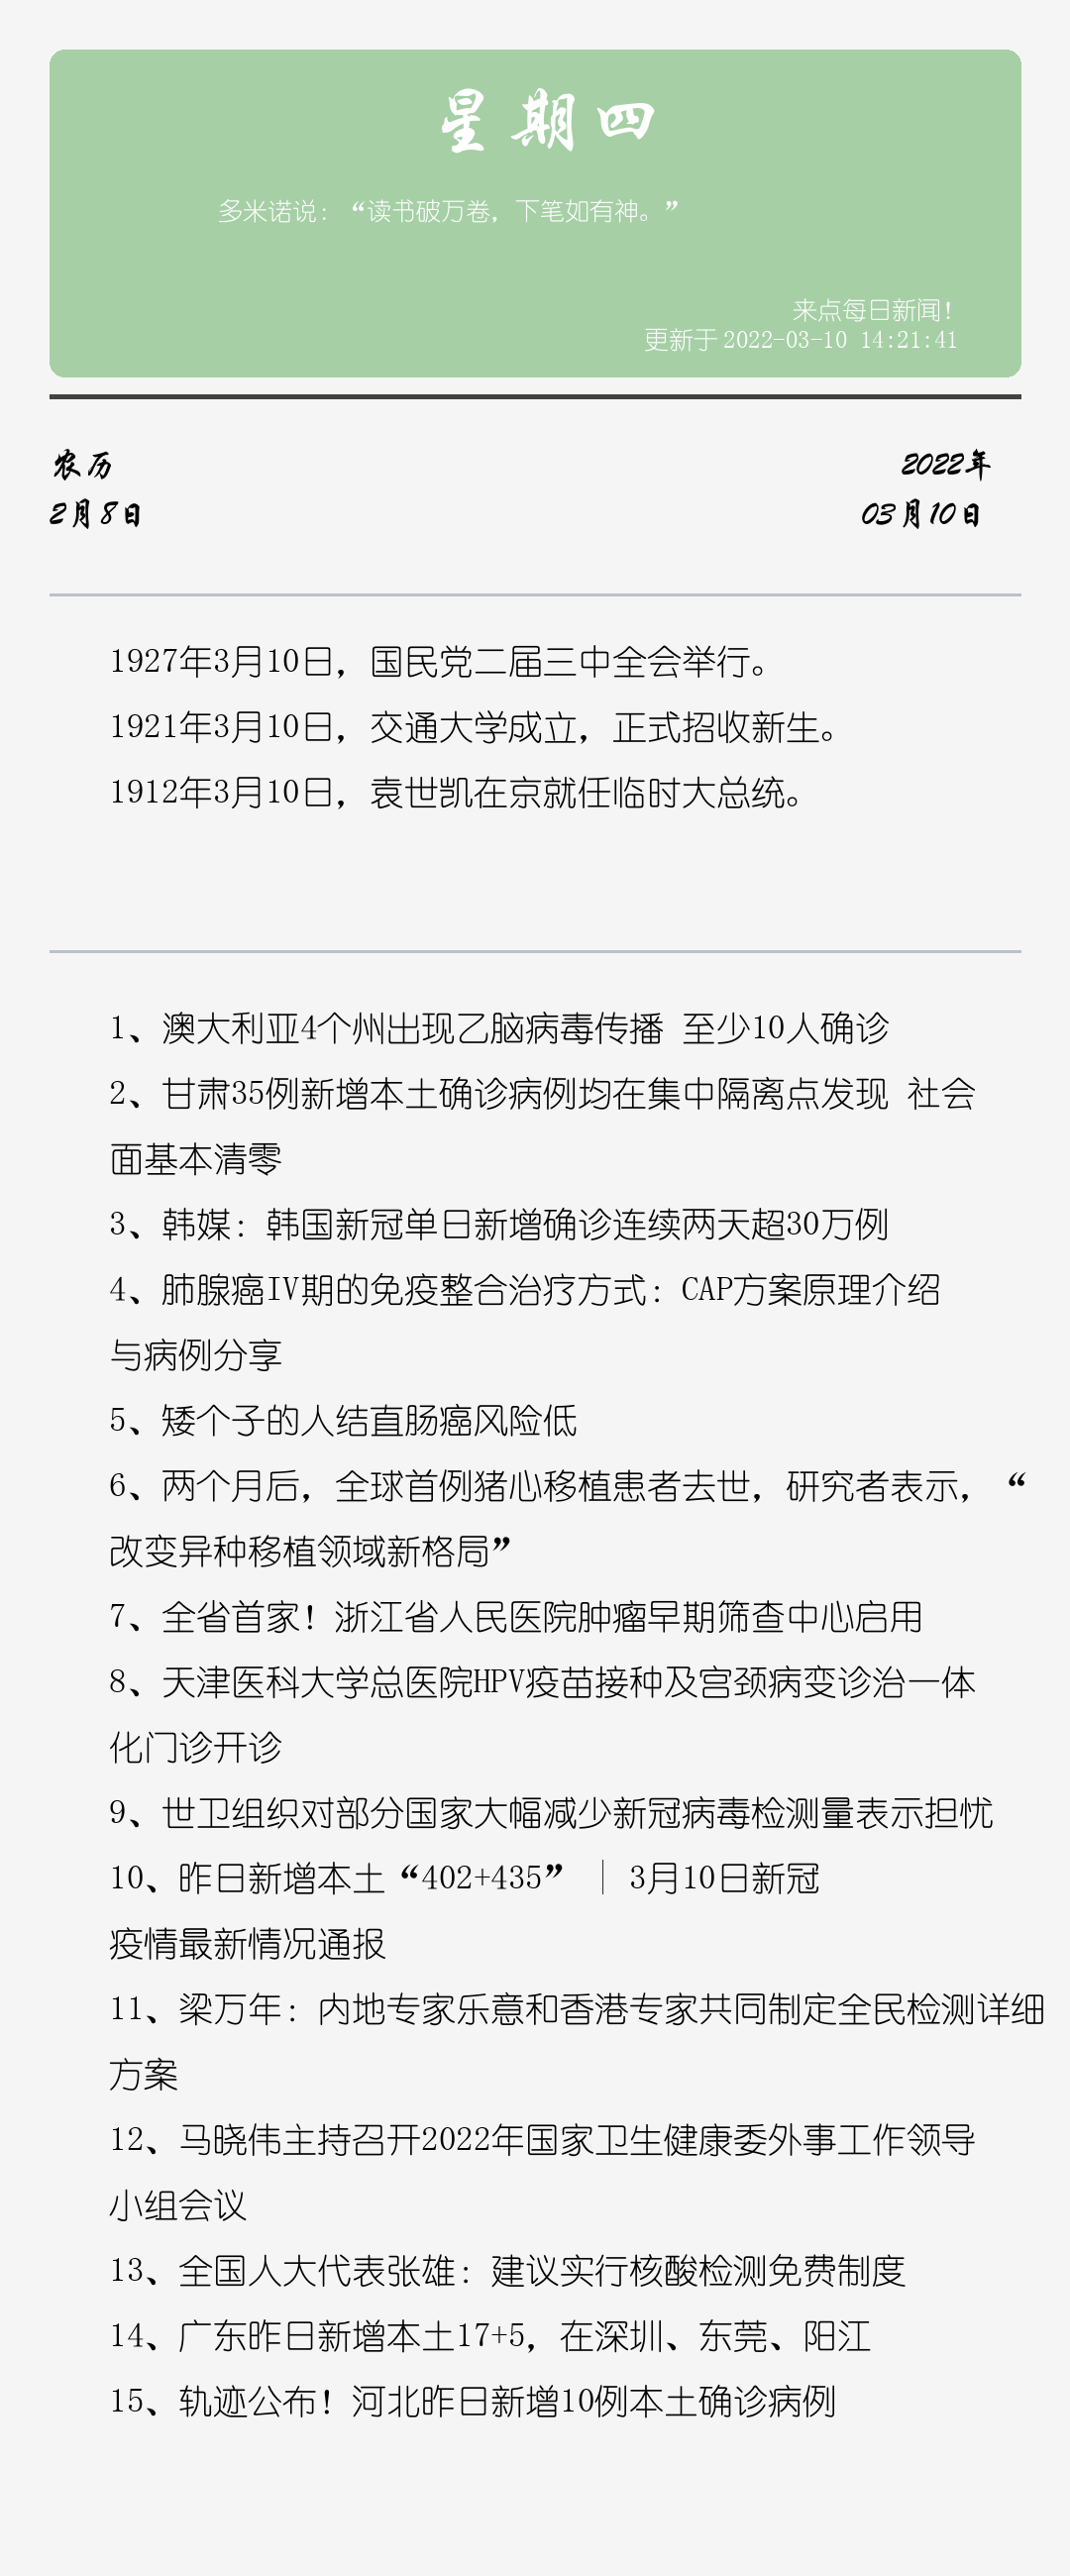 星期四
多米诺说：“读书破万卷，下笔如有神。”
来点每日新闻！
更新于2022-03-10 14:21:41
农历
2022年
2月8日
03月10日
1927年3月10日，国民党二届三中全会举行。
1921年3月10日，交通大学成立，正式招收新生。
1912年3月10日，袁世凯在京就任临时大总统。
1、澳大利亚4个州出现乙脑病毒传播 至少10人确诊
2、甘肃35例新增本土确诊病例均在集中隔离点发现 社会
面基本清零
3、韩媒：韩国新冠单日新增确诊连续两天超30万例
4、肺腺癌IV期的免疫整合治疗方式：CAP方案原理介绍
与病例分享
5、矮个子的人结直肠癌风险低
6、两个月后，全球首例猪心移植患者去世，研究者表示，“
改变异种移植领域新格局”
7、全省首家！浙江省人民医院肿瘤早期筛查中心启用
8、天津医科大学总医院HPV疫苗接种及宫颈病变诊治一体
化门诊开诊
9、世卫组织对部分国家大幅减少新冠病毒检测量表示担忧
10、昨日新增本土“402+435”｜3月10日新冠
疫情最新情况通报
11、梁万年：内地专家乐意和香港专家共同制定全民检测详细
方案
12、马晓伟主持召开2022年国家卫生健康委外事工作领导
小组会议
13、全国人大代表张雄：建议实行核酸检测免费制度
14、广东昨日新增本土17+5，在深圳、东莞、阳江
15、轨迹公布！河北昨日新增10例本土确诊病例